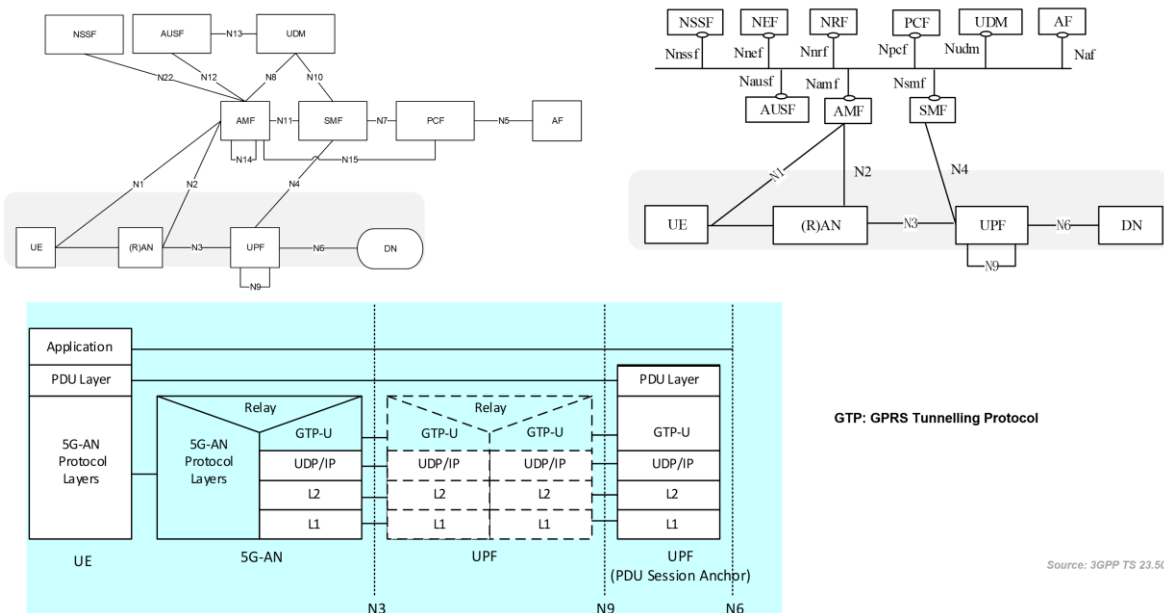 NSSF
AUSF
N13
UDM
N22
N12
N8
N10
AMF
N11
SMF
N7
PCF
N5
AF
N14
N15
N1
N2
N4
UE
(R)AN
N3
UPF
N6
DN
N9
NSSF
NEF
NRF
PCF
UDM
AF
Nnssf
Nnef
Nnrf
Npcf
Nudm
Naf
Nausf
Namf
Nsmf
AUSF
AMF
SMF
N1
N2
N4
UE
(R)AN
N3
UPF
N6
DN
N9
Application
PDU Layer
5G-AN
Protocol
Layers
UE
Relay
5G-AN
Protocol
Layers
GTP-U
UDP/IP
L2
L1
5G-AN
N3
Relay
GTP-U
GTP-U
UDP/IP
UDP/IP
L2
L2
L1
L1
UPF
N9
PDU Layer
GTP-U
UDP/IP
L2
L1
UPF
(PDU Session Anchor)
N6
GTP: GPRS Tunnelling Protocol
Source: 3GPP TS 23.50